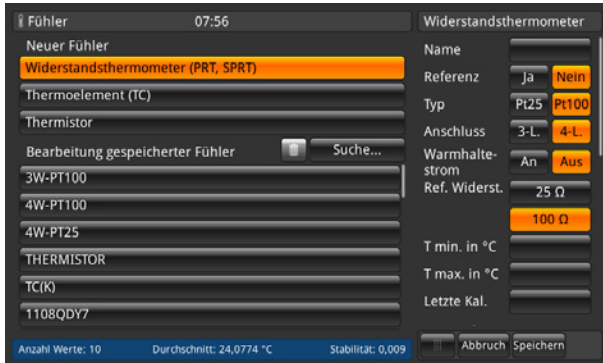 Fühler 07:56
Neuer Fühler
Widerstandsthermometer (PRT, SPRT)
Thermoelement (TC)
Thermistor
Bearbeitung gespeicherter Fühler Suche...
3W-PT100
4W-PT100
4W-PT25
THERMISTOR
TC(K)
1108QDY7
Anzahl Werte: 10 Durchschnitt: 24,0774 °C Stabilität: 0,009
Widerstandsthermometer
Name
Referenz Ja Nein
Typ Pt25 Pt100
Anschluss 3-L. 4-L.
Warmhalte-
strom An Aus
Ref. Widerst. 25 Ω
100 Ω
T min. in °C
T max. in °C
Letzte Kal.
Abbruch Speichern